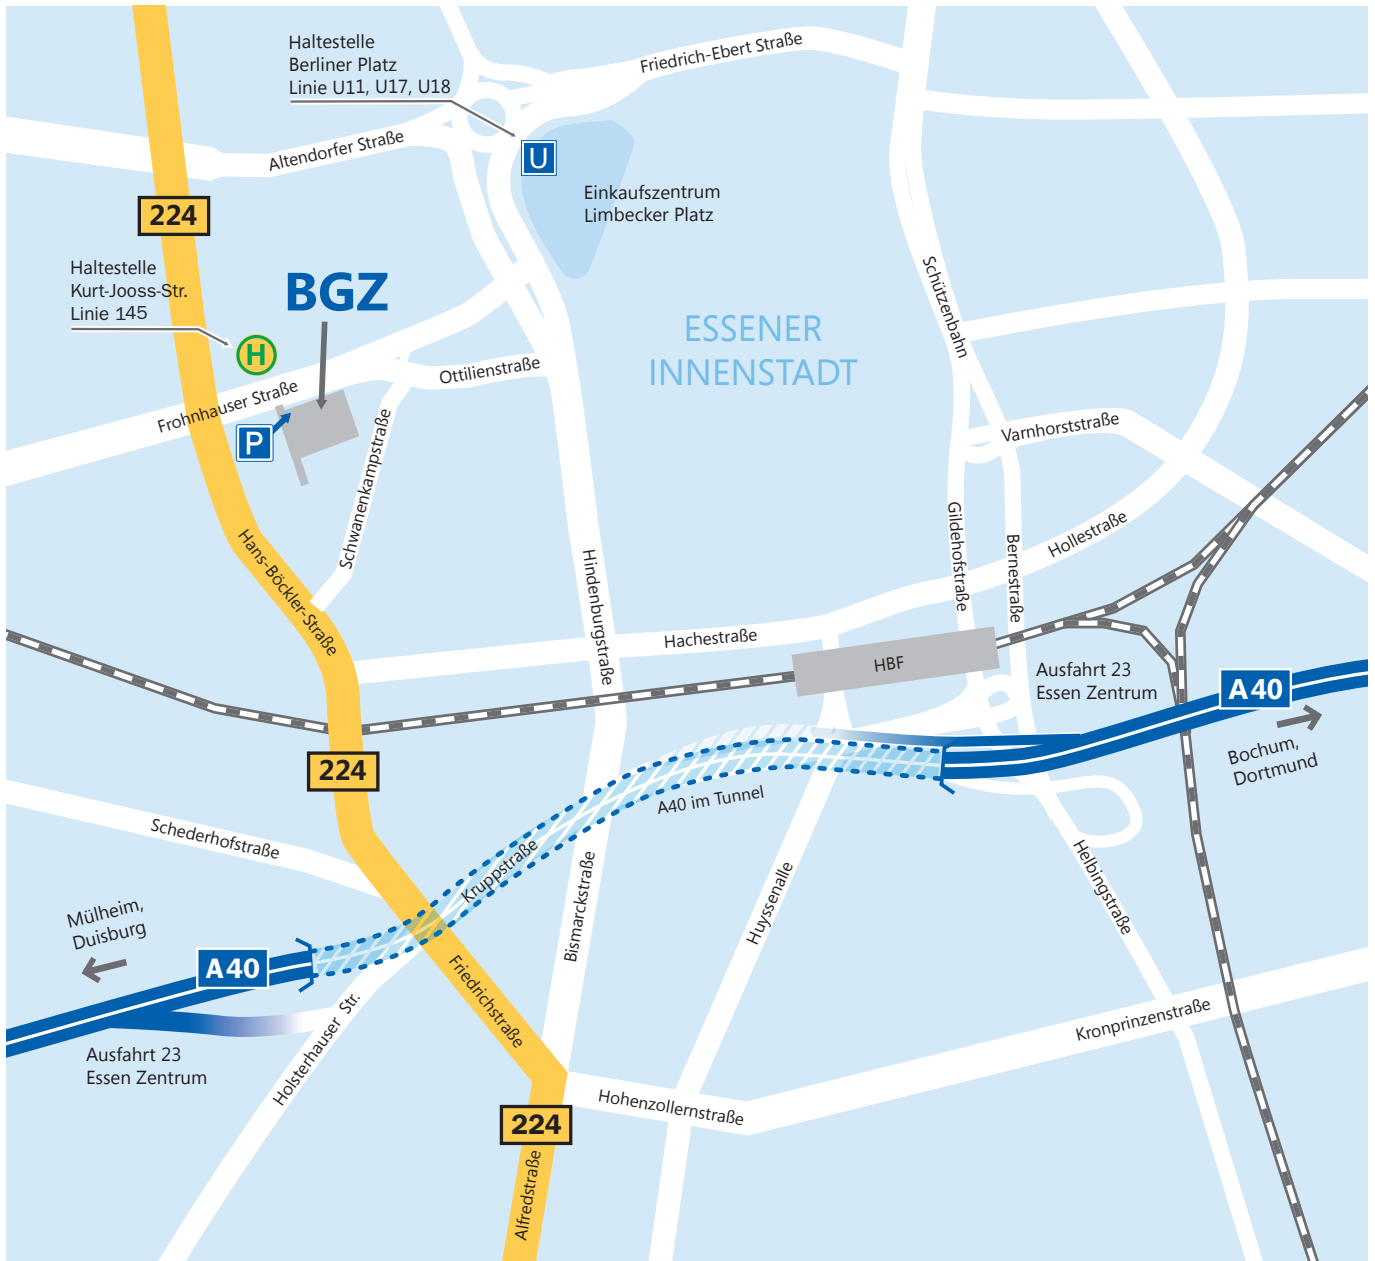 Haltestelle
Berliner Platz
Linie U11, U17, U18
Friedrich-Ebert Straße
Altendorfer Straße
U
Einkaufszentrum
Limbecker Platz
224
Haltestelle
Kurt-Jooss-Str.
Linie 145
BGZ
H
Schützenbahn
ESSENER
INNENSTADT
Ottilienstraße
Frohnhauser Straße
P
Schwanenkampstraße
Varnhorststraße
Gildehofstraße
Bernestraße
Hollestraße
Hans-Böckler-Straße
Hindenburgstraße
Hachestraße
HBF
Ausfahrt 23
Essen Zentrum
A40
Bochum,
Dortmund
224
A40 im Tunnel
Schederhofstraße
Kruppstraße
Bismarckstraße
Huyssenalle
Helbingstraße
Mülheim,
Duisburg
A40
Friedrichstraße
Holsterhauser Str.
Kronprinzenstraße
Ausfahrt 23
Essen Zentrum
Hohenzollernstraße
224
Alfredstraße